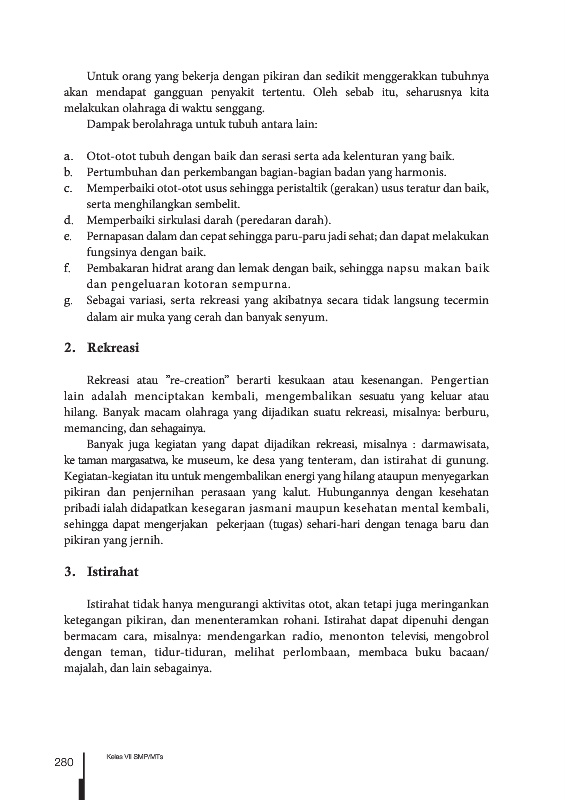 Untuk orang yang bekerja dengan pikiran dan sedikit menggerakkan tubuhnya
akan mendapat gangguan penyakit tertentu. Oleh sebab itu, seharusnya kita
melakukan olahraga di waktu senggang.
Dampak berolahraga untuk tubuh antara lain:
a. Otot-otot tubuh dengan baik dan serasi serta ada kelenturan yang baik.
b. Pertumbuhan dan perkembangan bagian-bagian badan yang harmonis.
c. Memperbaiki otot-otot usus sehingga peristaltik (gerakan) usus teratur dan baik,
serta menghilangkan sembelit.
d. Memperbaiki sirkulasi darah (peredaran darah).
e. Pernapasan dalam dan cepat sehingga paru-paru jadi sehat; dan dapat melakukan
fungsinya dengan baik.
f. Pembakaran hidrat arang dan lemak dengan baik, sehingga napsu makan baik
dan pengeluaran kotoran sempurna.
g. Sebagai variasi, serta rekreasi yang akibatnya secara tidak langsung tecermin
dalam air muka yang cerah dan banyak senyum.
2. Rekreasi
Rekreasi atau ”re-creation” berarti kesukaan atau kesenangan. Pengertian
lain adalah menciptakan kembali, mengembalikan sesuatu yang keluar atau
hilang. Banyak macam olahraga yang dijadikan suatu rekreasi, misalnya: berburu,
memancing, dan sehagainya.
Banyak juga kegiatan yang dapat dijadikan rekreasi, misalnya : darmawisata,
ke taman margasatwa, ke museum, ke desa yang tenteram, dan istirahat di gunung.
Kegiatan-kegiatan itu untuk mengembalikan energi yang hilang ataupun menyegarkan
pikiran dan penjernihan perasaan yang kalut. Hubungannya dengan kesehatan
pribadi ialah didapatkan kesegaran jasmani maupun kesehatan mental kembali,
sehingga dapat mengerjakan pekerjaan (tugas) sehari-hari dengan tenaga baru dan
pikiran yang jernih.
3. Istirahat
Istirahat tidak hanya mengurangi aktivitas otot, akan tetapi juga meringankan
ketegangan pikiran, dan menenteramkan rohani. Istirahat dapat dipenuhi dengan
bermacam cara, misalnya: mendengarkan radio, menonton televisi, mengobrol
dengan teman, tidur-tiduran, melihat perlombaan, membaca buku bacaan/
majalah, dan lain sebagainya.
280 Kelas VII SMP/MTs